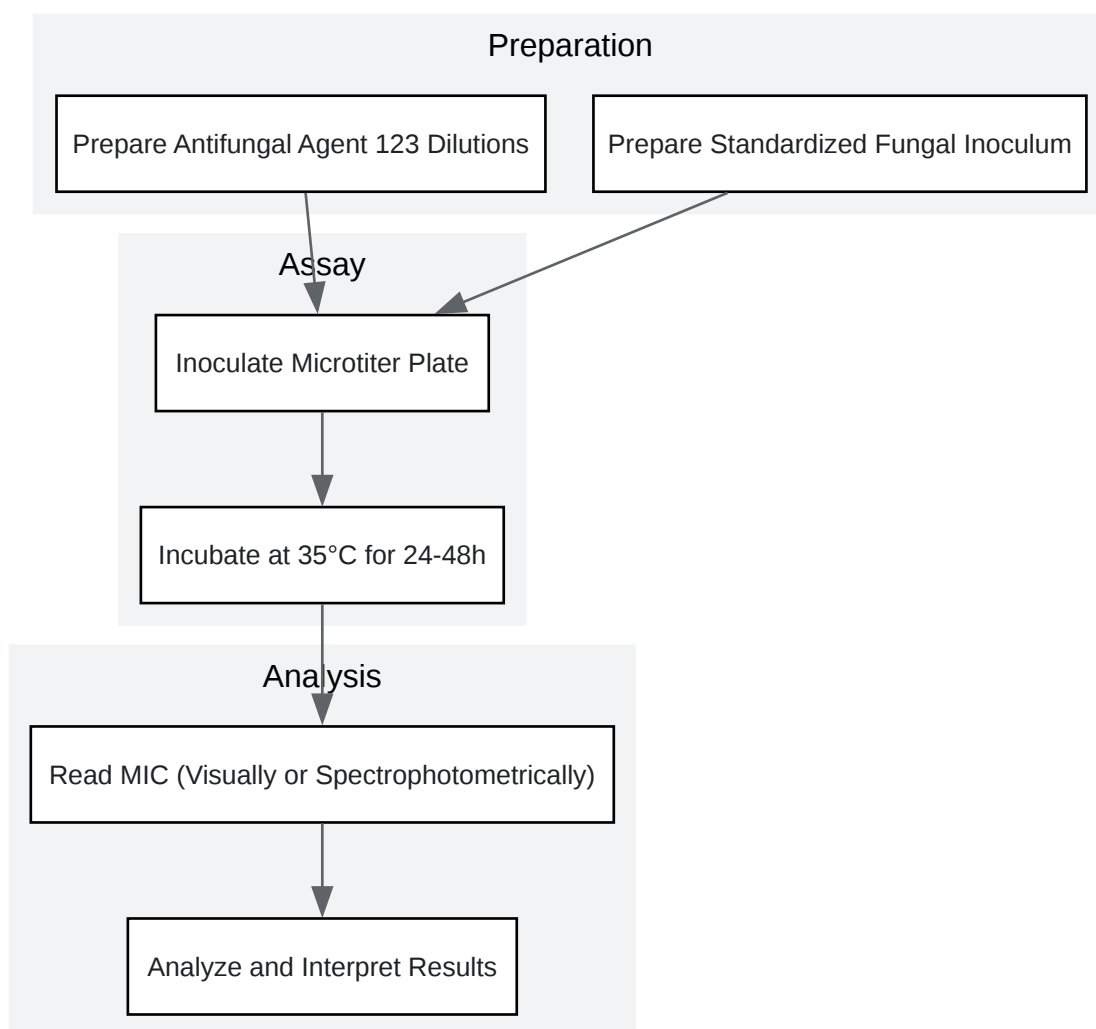 Preparation
Prepare Antifungal Agent 123 Dilutions
Prepare Standardized Fungal Inoculum
Assay
Inoculate Microtiter Plate
Incubate at 35°C for 24-48h
Analysis
Read MIC (Visually or Spectrophotometrically)
Analyze and Interpret Results